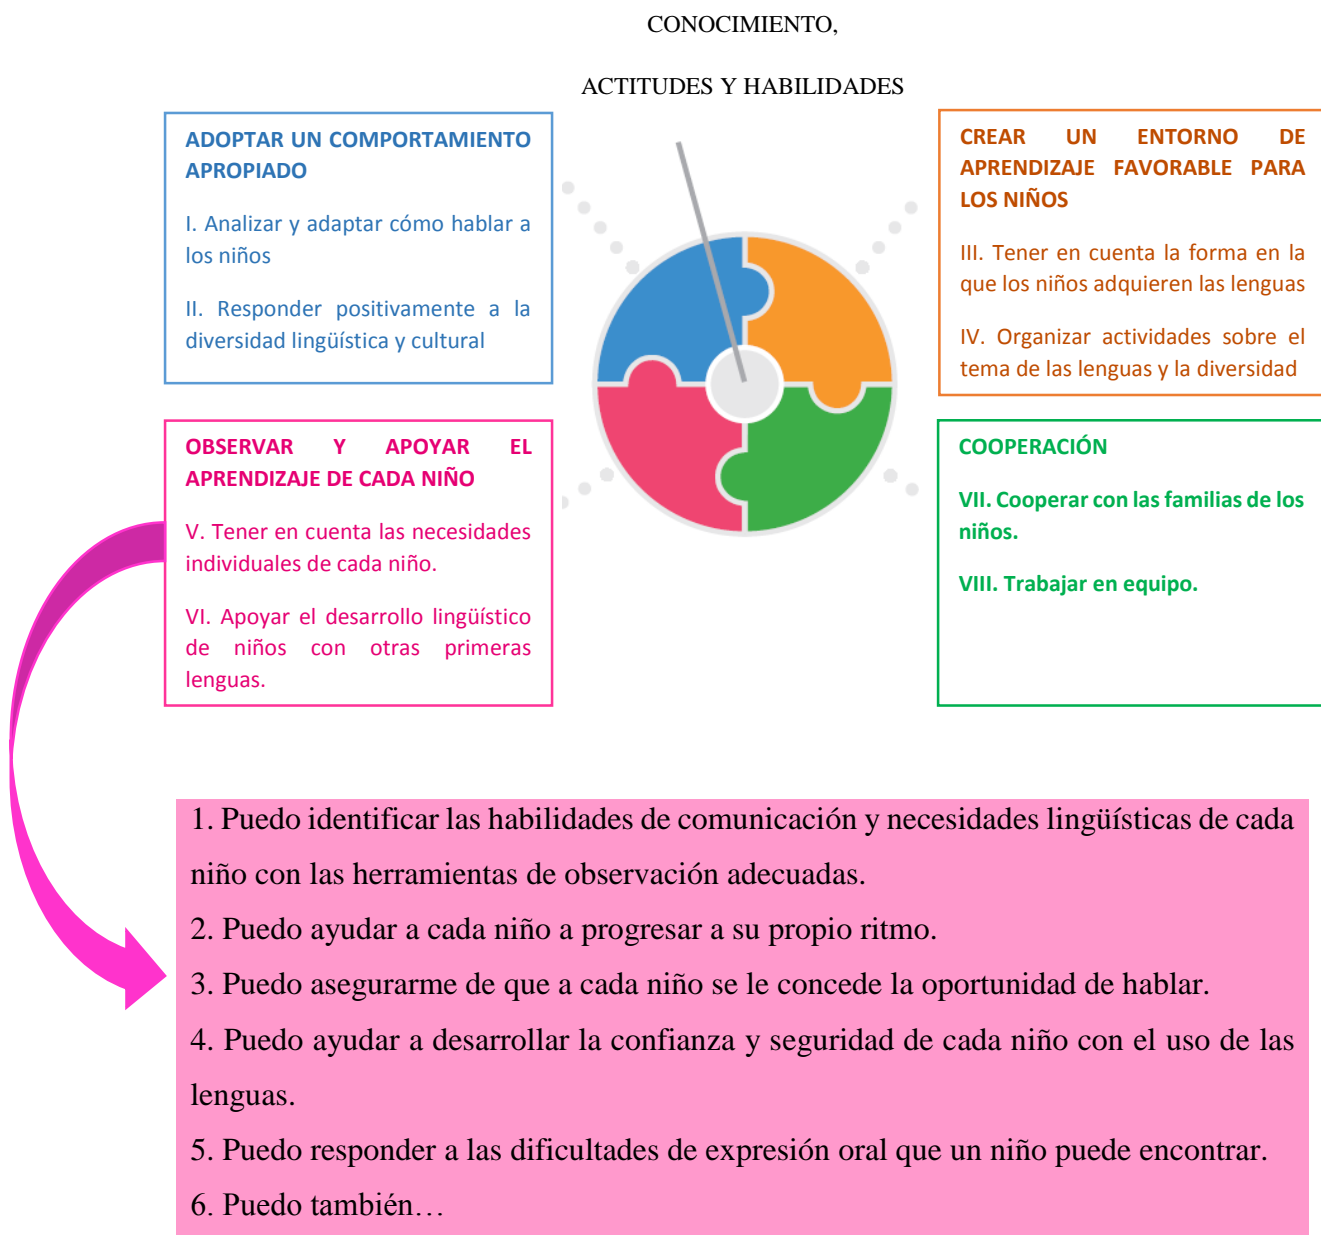 CONOCIMIENTO,
ACTITUDES Y HABILIDADES
ADOPTAR UN COMPORTAMIENTO
APROPIADO
I. Analizar y adaptar cómo hablar a
los niños
II. Responder positivamente a la
diversidad lingüística y cultural
CREAR UN ENTORNO DE
APRENDIZAJE FAVORABLE PARA
LOS NIÑOS
III. Tener en cuenta la forma en la
que los niños adquieren las lenguas
IV. Organizar actividades sobre el
tema de las lenguas y la diversidad
OBSERVAR Y APOYAR EL
APRENDIZAJE DE CADA NIÑO
V. Tener en cuenta las necesidades
individuales de cada niño.
VI. Apoyar el desarrollo lingüístico
de niños con otras primeras
lenguas.
COOPERACIÓN
VII. Cooperar con las familias de los
niños.
VIII. Trabajar en equipo.
1. Puedo identificar las habilidades de comunicación y necesidades lingüísticas de cada
niño con las herramientas de observación adecuadas.
2. Puedo ayudar a cada niño a progresar a su propio ritmo.
3. Puedo asegurarme de que a cada niño se le concede la oportunidad de hablar.
4. Puedo ayudar a desarrollar la confianza y seguridad de cada niño con el uso de las
lenguas.
5. Puedo responder a las dificultades de expresión oral que un niño puede encontrar.
6. Puedo también…